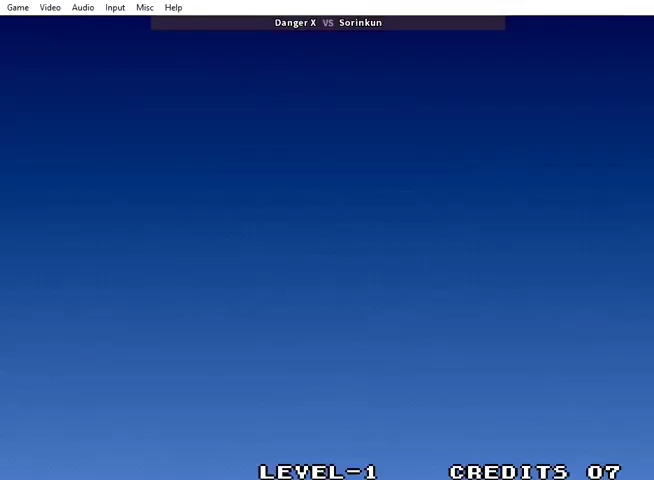 Game Video Audio Input Misc Help
Danger X VS Sorinkun
LEVEL-1 CREDITS 07